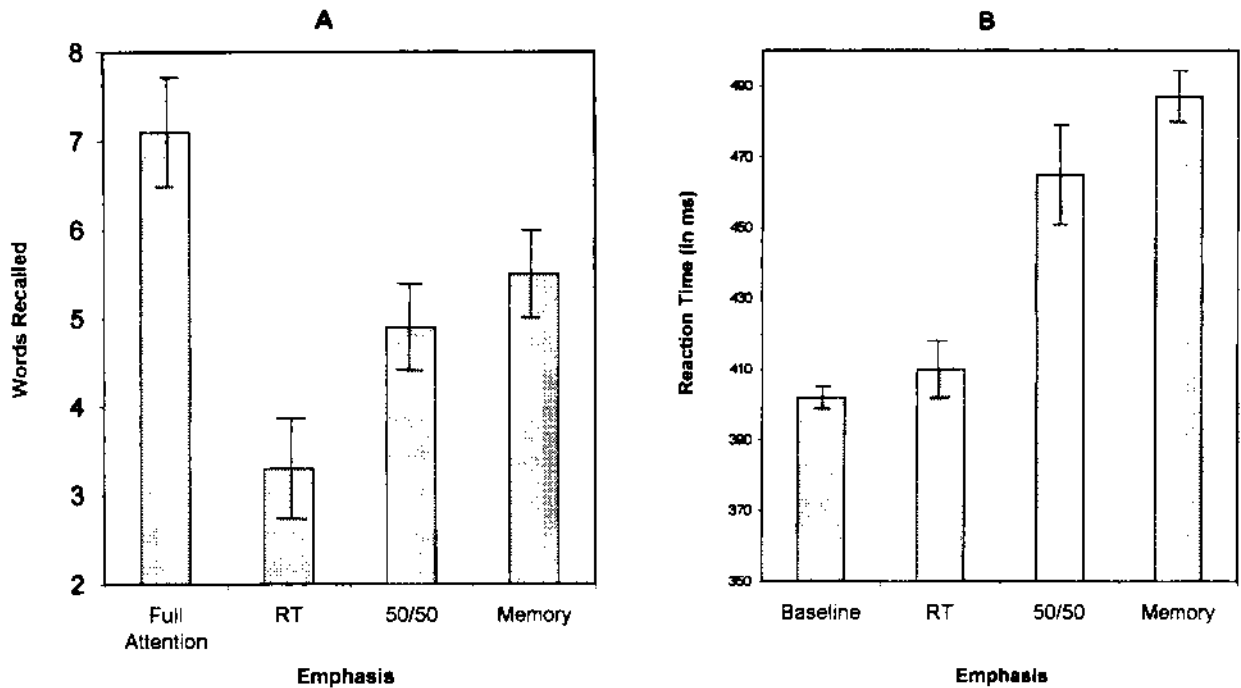 A
8
7
6
5
4
3
2
Words Recalled
Full Attention
RT
50/50
Memory
Emphasis
B
490
470
450
430
410
390
370
350
Reaction Time (in ms)
Baseline
RT
50/50
Memory
Emphasis